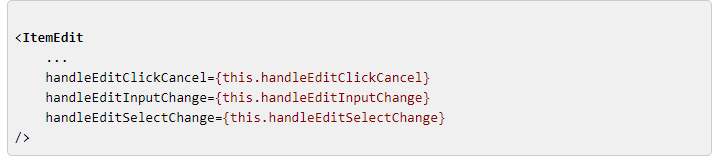 <ItemEdit
...
handleEditClickCancel={this.handleEditClickCancel}
handleEditInputChange={this.handleEditInputChange}
handleEditSelectChange={this.handleEditSelectChange}
/>